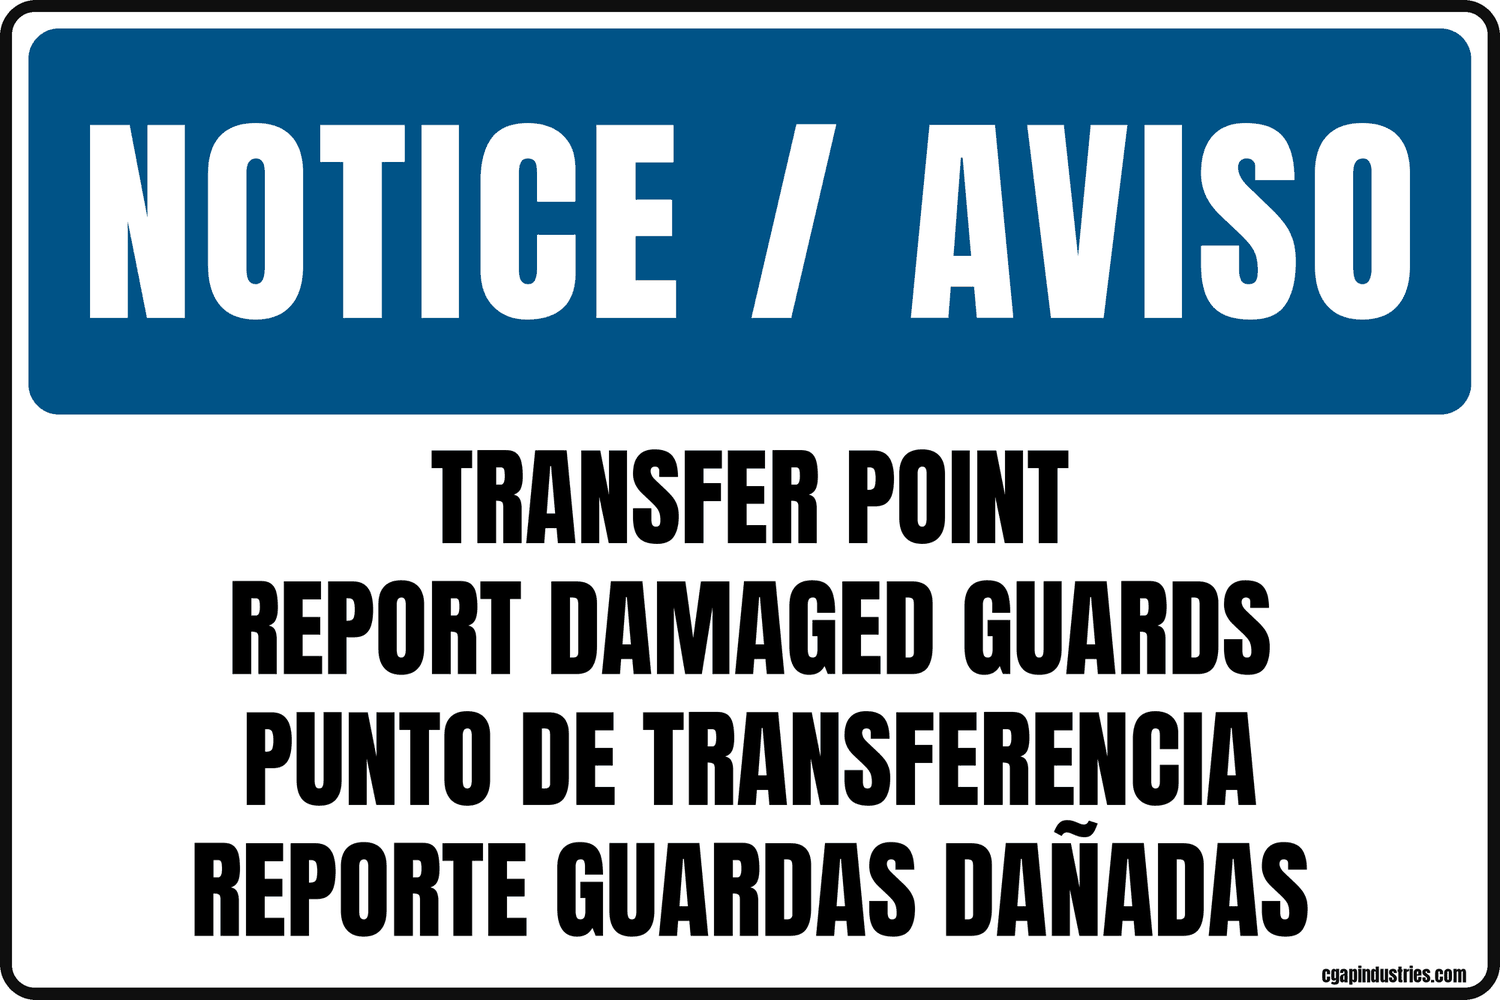 NOTICE / AVISO
TRANSFER POINT
REPORT DAMAGED GUARDS
PUNTO DE TRANSFERENCIA
REPORTE GUARDAS DAÑADAS
cgapindustries.com